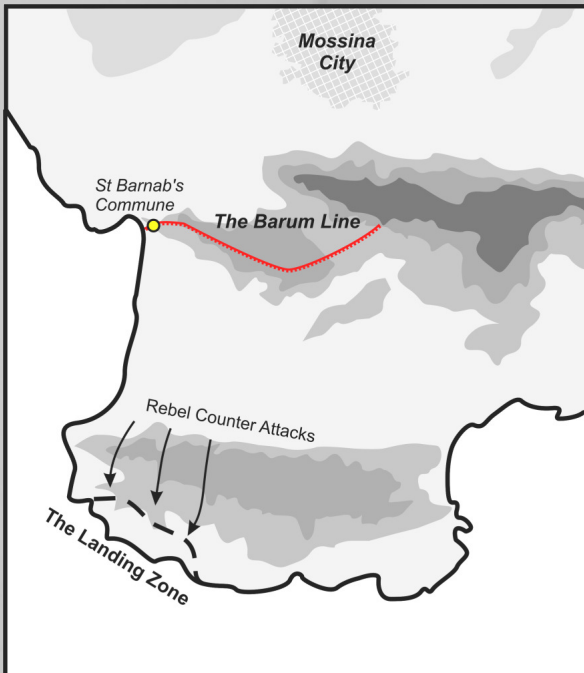 Mossina
City
St Barnab's
Commune
The Barum Line
Rebel Counter Attacks
The Landing Zone